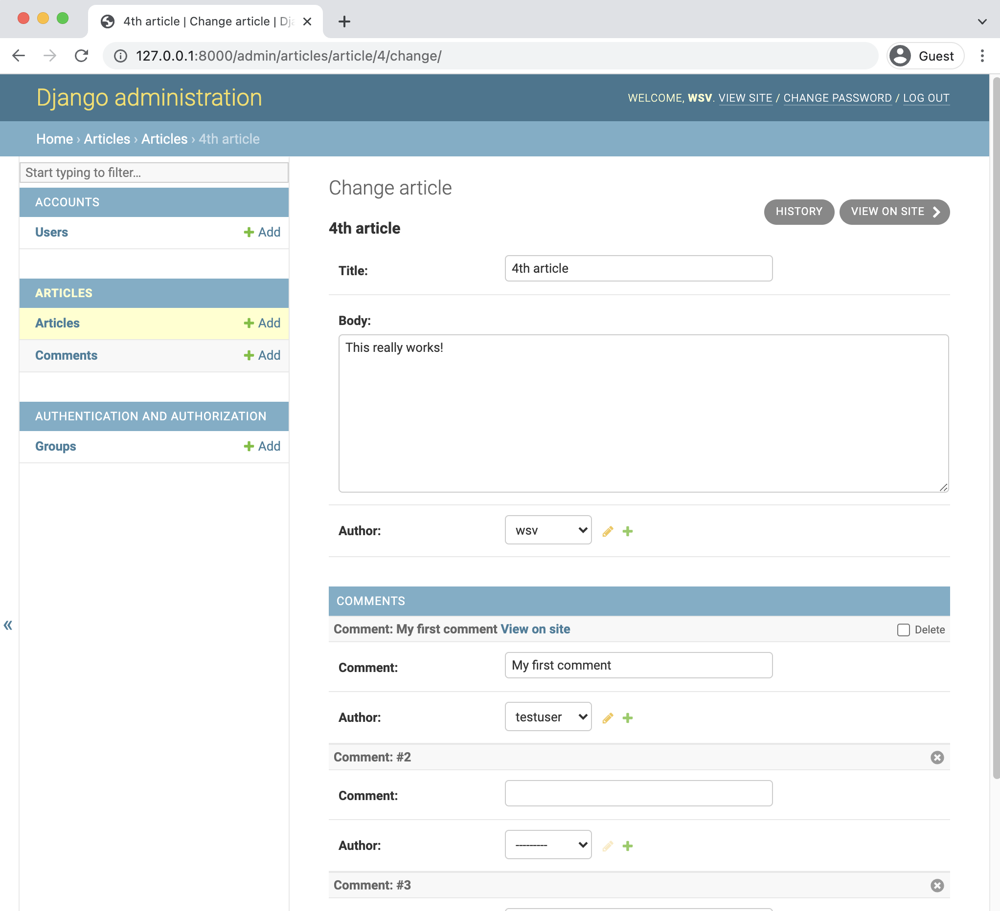 4th article | Change article | Dja
127.0.0.1:8000/admin/articles/article/4/change/
Guest
Django administration
WELCOME, WSV. VIEW SITE / CHANGE PASSWORD / LOG OUT
Home › Articles › Articles › 4th article
Start typing to filter...
ACCOUNTS
Users
Add
ARTICLES
Articles
Add
Comments
Add
AUTHENTICATION AND AUTHORIZATION
Groups
Add
«
Change article
HISTORY
VIEW ON SITE
4th article
Title:
4th article
Body:
This really works!
Author:
wsv
COMMENTS
Comment: My first comment View on site
Delete
Comment:
My first comment
Author:
testuser
Comment: #2
Comment:
Author:
---------
Comment: #3